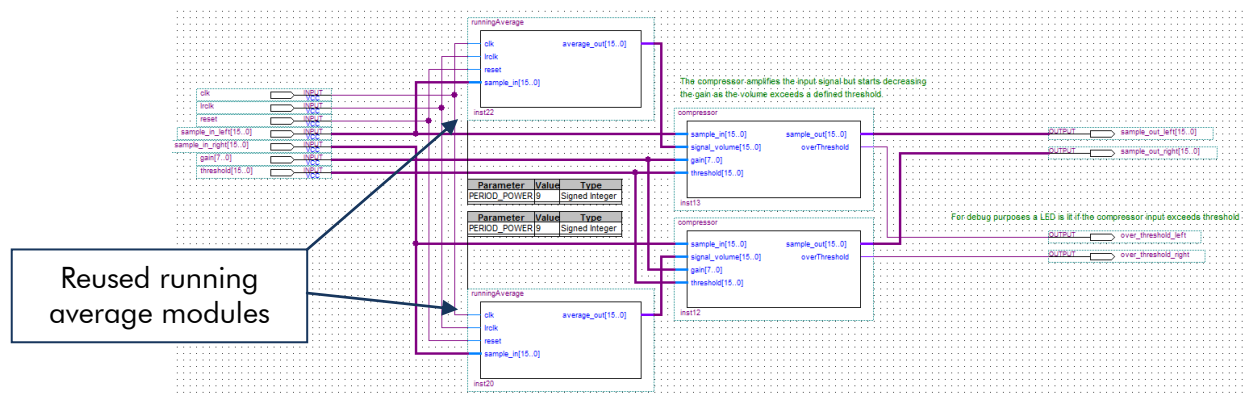 runningAverage
clk
lrclk
reset
sample_in[15..0]
average_out[15..0]
inst22
clk INPUT VCC
lrclk INPUT VCC
reset INPUT VCC
sample_in_left[15..0] INPUT VCC
sample_in_right[15..0] INPUT VCC
gain[7..0] INPUT VCC
threshold[15..0] INPUT VCC
The compressor amplifies the input signal but starts decreasing
the gain as the volume exceeds a defined threshold.
compressor
sample_in[15..0]
signal_volume[15..0]
gain[7..0]
threshold[15..0]
sample_out[15..0]
overThreshold
inst13
OUTPUT sample_out_left[15..0]
OUTPUT sample_out_right[15..0]
Parameter Value Type
PERIOD_POWER 9 Signed Integer
Parameter Value Type
PERIOD_POWER 9 Signed Integer
compressor
sample_in[15..0]
signal_volume[15..0]
gain[7..0]
threshold[15..0]
sample_out[15..0]
overThreshold
inst12
For debug purposes a LED is lit if the compressor input exceeds threshold
OUTPUT over_threshold_left
OUTPUT over_threshold_right
Reused running
average modules
runningAverage
clk
lrclk
reset
sample_in[15..0]
average_out[15..0]
inst20